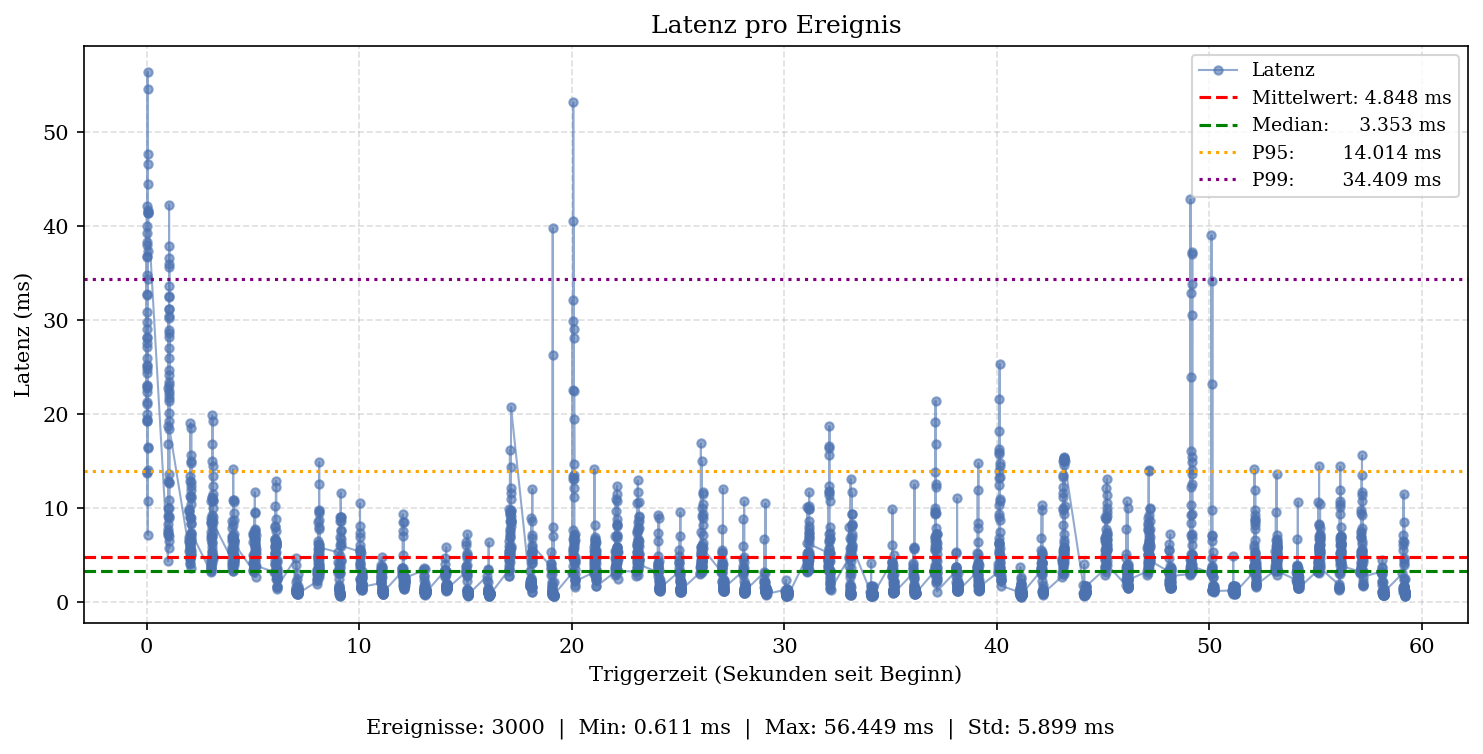 Latenz pro Ereignis
Latenz
Mittelwert: 4.848 ms
Median: 3.353 ms
P95: 14.014 ms
P99: 34.409 ms
Latenz (ms)
50
40
30
20
10
0
0 10 20 30 40 50 60
Triggerzeit (Sekunden seit Beginn)
Ereignisse: 3000 | Min: 0.611 ms | Max: 56.449 ms | Std: 5.899 ms